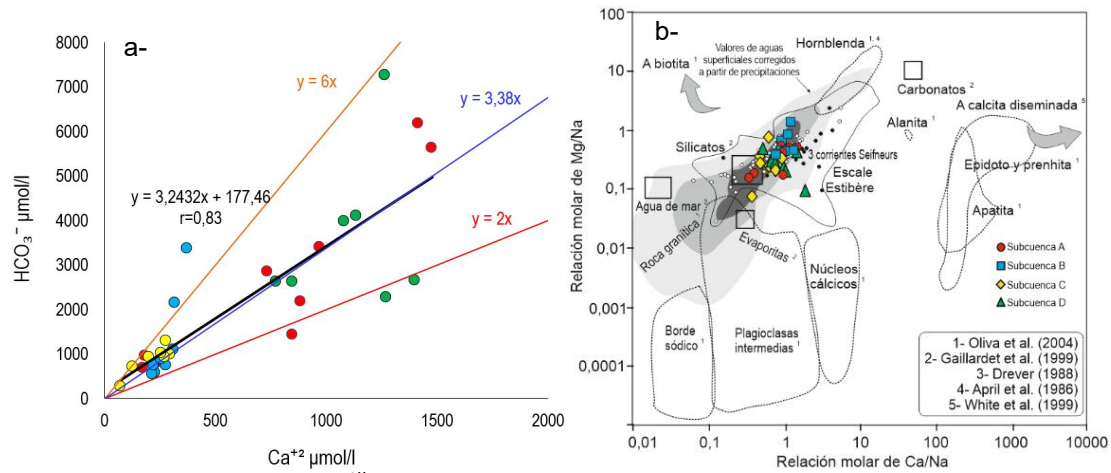 a-
8000
7000
6000
5000
4000
3000
2000
1000
0
HCO₃⁻ µmol/l
y = 6x
y = 3,38x
y = 3,2432x + 177,46
r=0,83
y = 2x
0
500
1000
1500
2000
Ca⁺² µmol/l
b-
100
10
1
0,1
0,01
0,001
0,0001
Relación molar de Mg/Na
Hornblenda 1, 4
Valores de aguas
superficiales corregidos
a partir de precipitaciones
A biotita 1
Carbonatos 2
A calcita diseminada 5
Alanita 1
Silicatos 2
3 corrientes Seifneurs
Escale
Estibère
Epidoto y prenhita 1
Agua de mar 2
Apatita 1
Roca granítica 1
Evaporitas 2
Núcleos
cálcicos 1
Subcuenca A
Subcuenca B
Subcuenca C
Subcuenca D
Borde
sódico 1
Plagioclasas
intermedias 1
1- Oliva et al. (2004)
2- Gaillardet et al. (1999)
3- Drever (1988)
4- April et al. (1986)
5- White et al. (1999)
0,01
0,1
1
10
100
1000
10000
Relación molar de Ca/Na